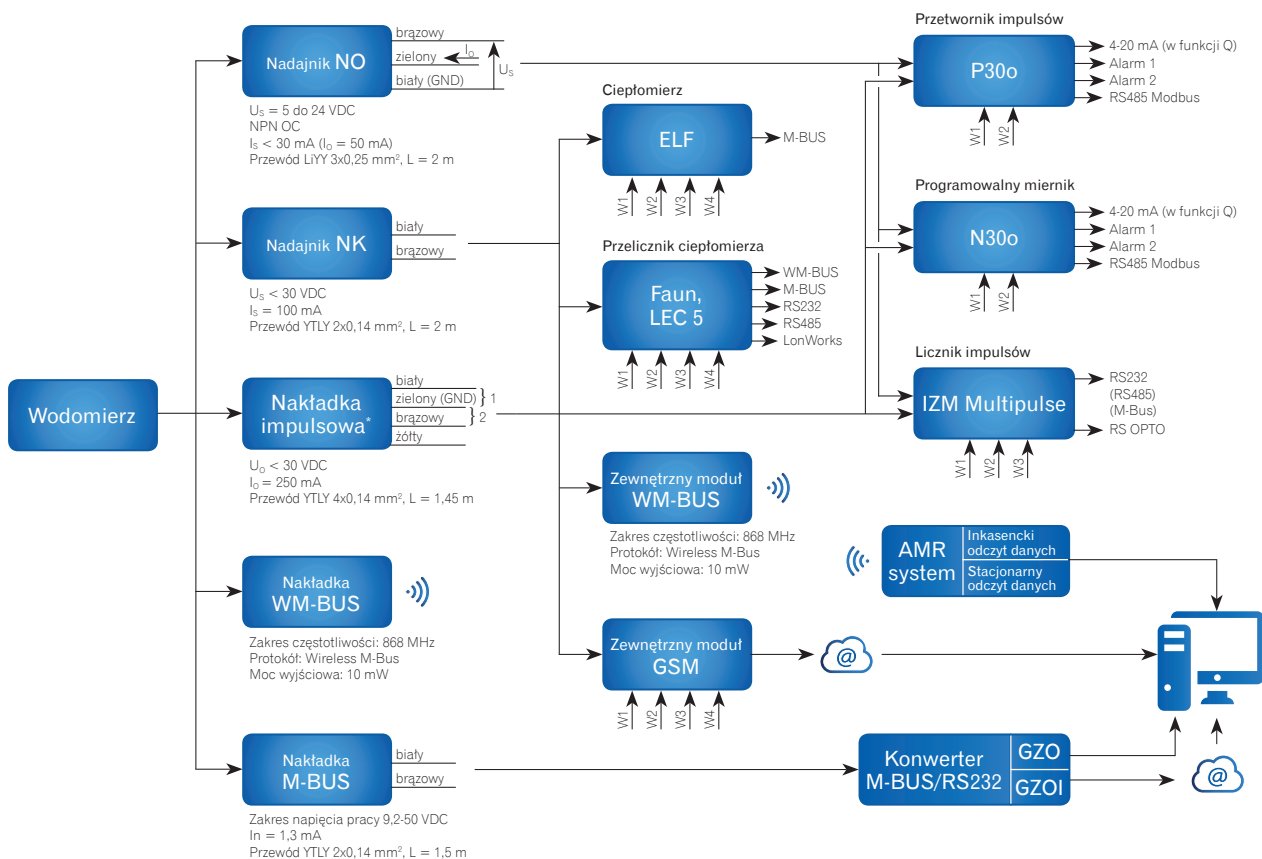 Wodomierz
Nadajnik NO
brązowy
zielony
I₀
biały (GND)
Uₛ
Uₛ = 5 do 24 VDC
NPN OC
Iₛ < 30 mA (I₀ = 50 mA)
Przewód LiYY 3x0,25 mm², L = 2 m
Nadajnik NK
biały
brązowy
Uₛ < 30 VDC
Iₛ = 100 mA
Przewód YTLY 2x0,14 mm², L = 2 m
Nakładka
impulsowa*
biały
zielony (GND) } 1
brązowy } 2
żółty
U₀ < 30 VDC
I₀ = 250 mA
Przewód YTLY 4x0,14 mm², L = 1,45 m
Nakładka
WM-BUS
Zakres częstotliwości: 868 MHz
Protokół: Wireless M-Bus
Moc wyjściowa: 10 mW
Nakładka
M-BUS
biały
brązowy
Zakres napięcia pracy 9,2-50 VDC
In = 1,3 mA
Przewód YTLY 2x0,14 mm², L = 1,5 m
Ciepłomierz
ELF
M-BUS
W1 W2 W3 W4
Przelicznik ciepłomierza
Faun,
LEC 5
WM-BUS
M-BUS
RS232
RS485
LonWorks
W1 W2 W3 W4
Zewnętrzny moduł
WM-BUS
Zakres częstotliwości: 868 MHz
Protokół: Wireless M-Bus
Moc wyjściowa: 10 mW
Zewnętrzny moduł
GSM
W1 W2 W3 W4
@
Przetwornik impulsów
P30o
4-20 mA (w funkcji Q)
Alarm 1
Alarm 2
RS485 Modbus
W1 W2
Programowalny miernik
N30o
4-20 mA (w funkcji Q)
Alarm 1
Alarm 2
RS485 Modbus
W1 W2
Licznik impulsów
IZM Multipulse
RS232
(RS485)
(M-Bus)
RS OPTO
W1 W2 W3
AMR
system
Inkasencki
odczyt danych
Stacjonarny
odczyt danych
Konwerter
M-BUS/RS232
GZO
GZOI
@